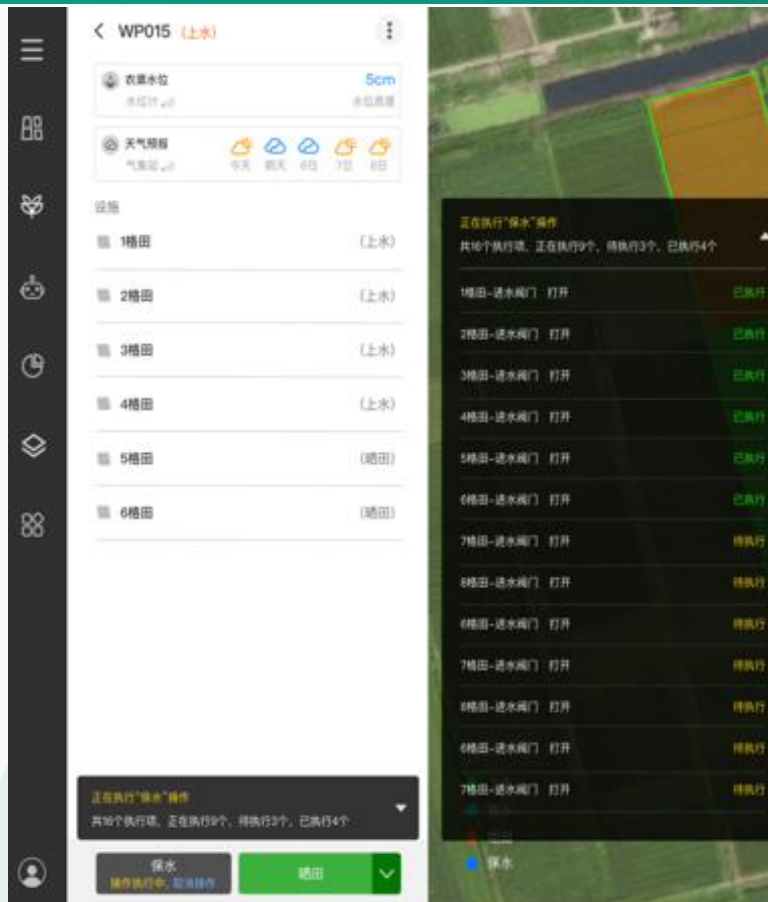 WP015 (上水)
农渠水位 5cm
水位计 水位高度
天气预报
气象站 今天 明天 6日 7日 8日
设施
1格田 (上水)
2格田 (上水)
3格田 (上水)
4格田 (上水)
5格田 (晒田)
6格田 (晒田)
正在执行"保水"操作
共16个执行项，正在执行9个，待执行3个，已执行4个
保水
操作执行中，取消操作
晒田
正在执行"保水"操作
共16个执行项，正在执行9个，待执行3个，已执行4个
1格田-进水阀门 打开 已执行
2格田-进水阀门 打开 已执行
3格田-进水阀门 打开 已执行
4格田-进水阀门 打开 已执行
5格田-进水阀门 打开 已执行
6格田-进水阀门 打开 已执行
7格田-进水阀门 打开 待执行
8格田-进水阀门 打开 待执行
6格田-进水阀门 打开 待执行
7格田-进水阀门 打开 待执行
8格田-进水阀门 打开 待执行
6格田-进水阀门 打开 待执行
7格田-进水阀门 打开 待执行
保水